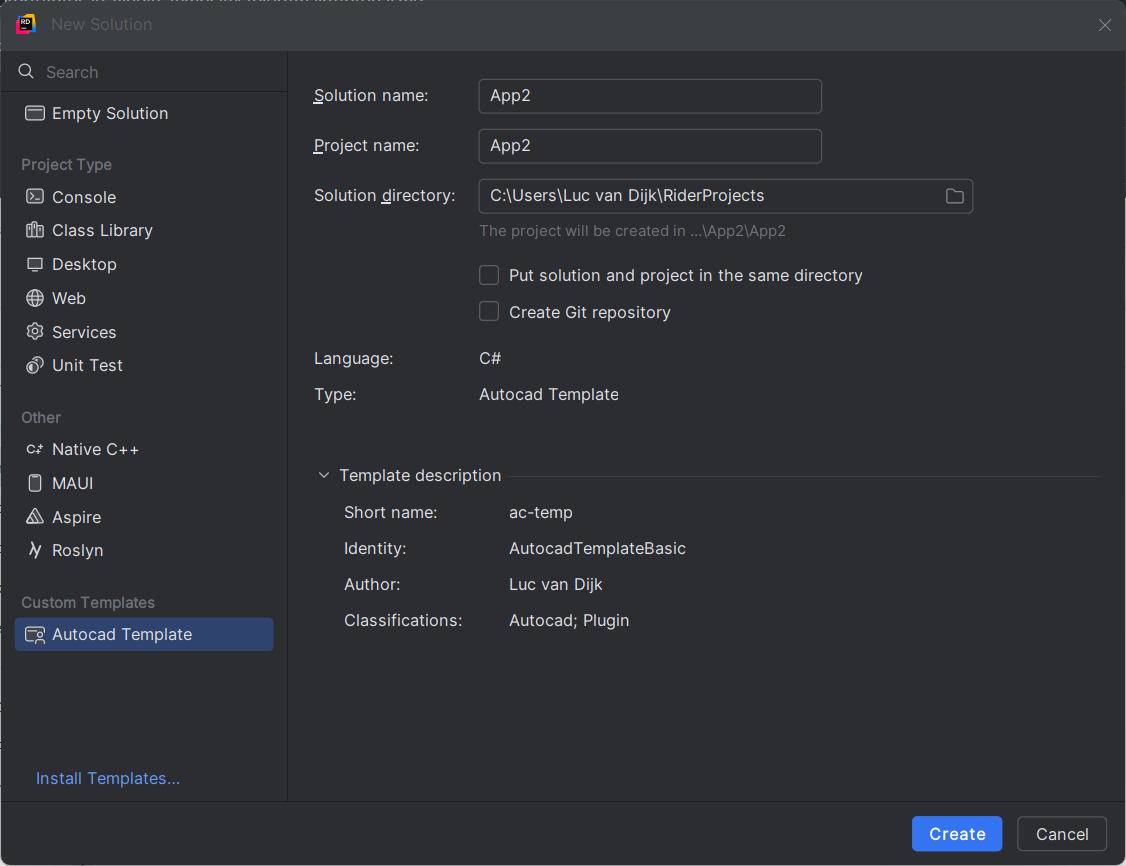 New Solution
Search
Empty Solution
Project Type
Console
Class Library
Desktop
Web
Services
Unit Test
Other
Native C++
MAUI
Aspire
Roslyn
Custom Templates
Autocad Template
Install Templates...
Solution name: App2
Project name: App2
Solution directory: C:\Users\Luc van Dijk\RiderProjects
The project will be created in ...\App2\App2
Put solution and project in the same directory
Create Git repository
Language: C#
Type: Autocad Template
Template description
Short name: ac-temp
Identity: AutocadTemplateBasic
Author: Luc van Dijk
Classifications: Autocad; Plugin
Create Cancel